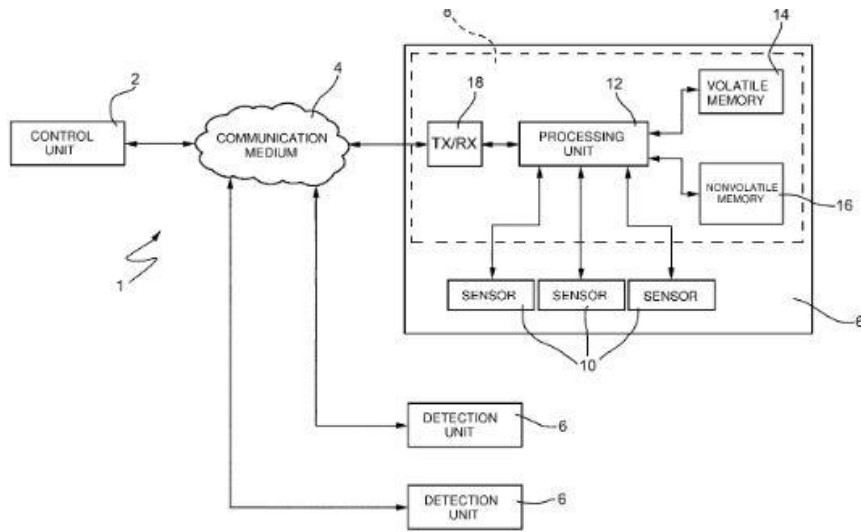 8
14
2
4
18
12
VOLATILE
MEMORY
CONTROL
UNIT
COMMUNICATION
MEDIUM
TX/RX
PROCESSING
UNIT
NONVOLATILE
MEMORY
16
1
SENSOR
SENSOR
SENSOR
6
10
DETECTION
UNIT
6
DETECTION
UNIT
6